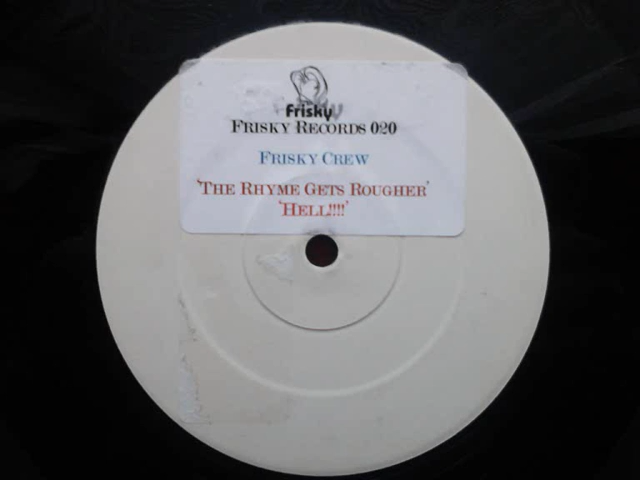 frisky
Frisky Records 020
Frisky Crew
'The Rhyme Gets Rougher'
'Hell!!!!'